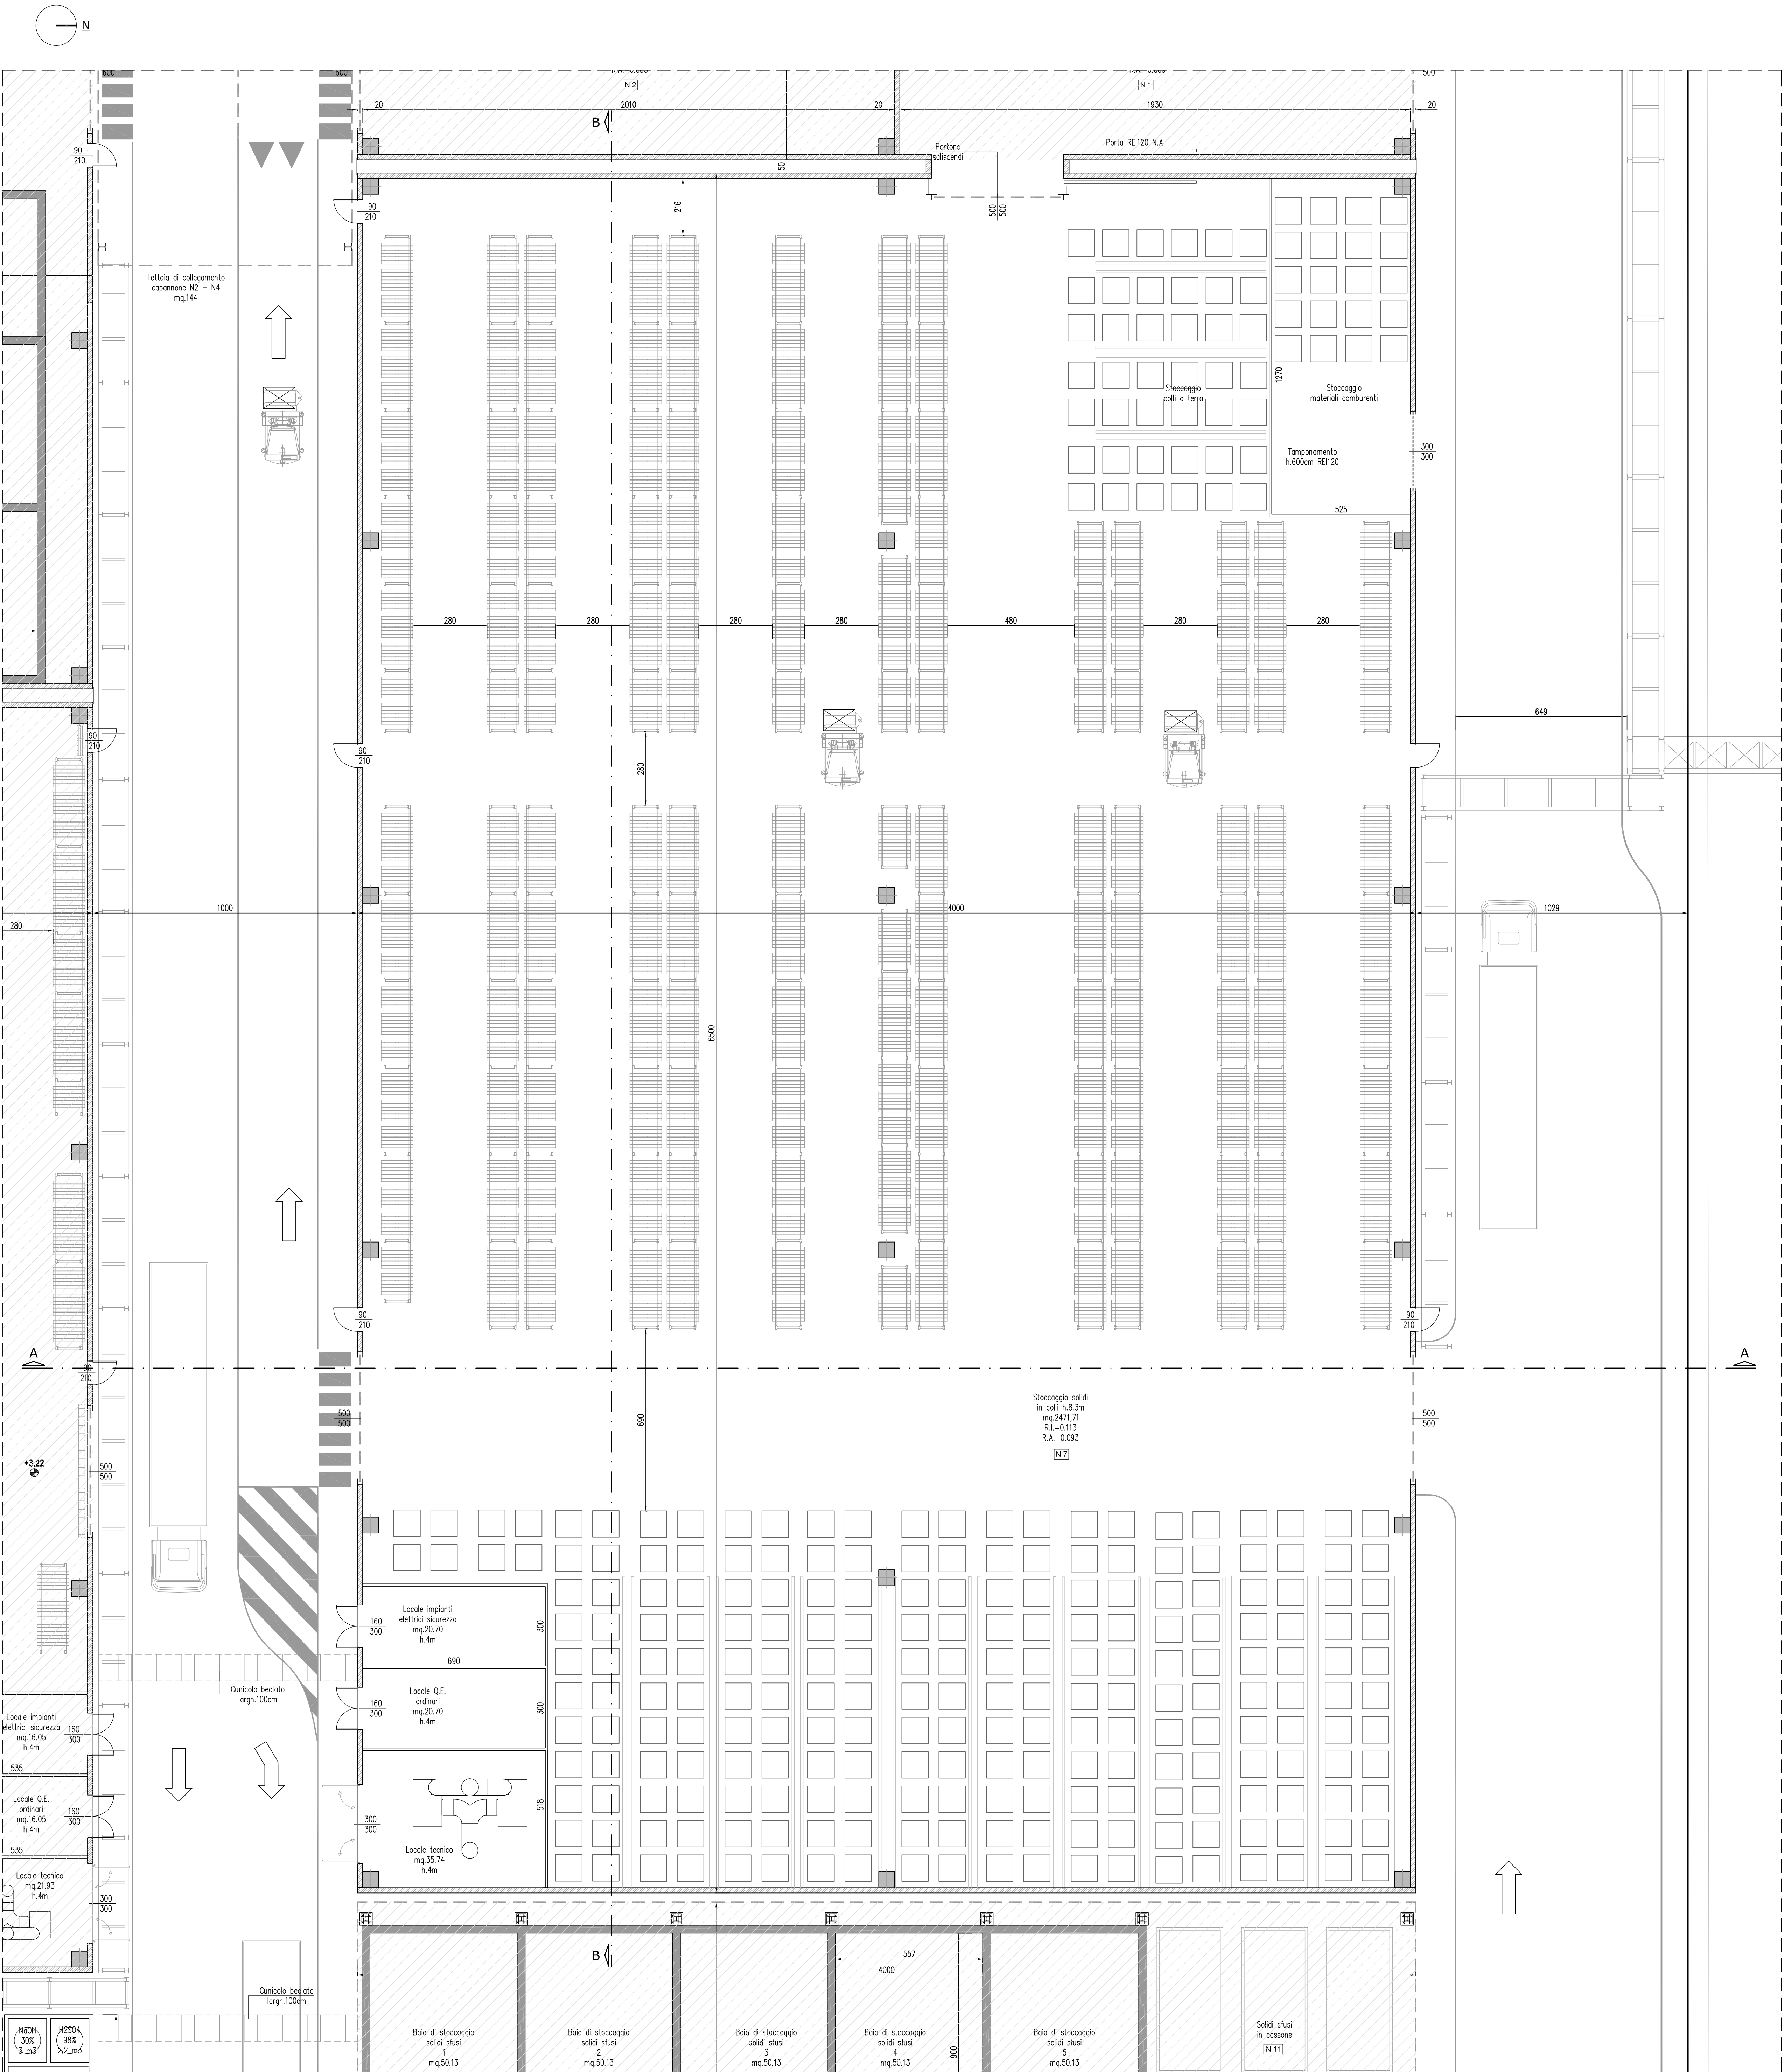 N
600
600
500
N 2
N 1
20
2010
20
1930
20
B
90
210
Portone
saliscendi
Porta REI120 N.A.
50
90
210
216
500
500
Tettoia di collegamento
capannone N2 - N4
mq.144
1270
Stoccaggio
colli a terra
Stoccaggio
materiali comburenti
300
300
Tamponamento
h.600cm REI120
525
280
280
280
280
480
280
280
649
90
210
90
210
280
1000
4000
1029
280
6500
90
210
90
210
A
A
90
210
690
Stoccaggio solidi
in colli h.8.3m
mq.2471,71
R.I.=0.113
R.A.=0.093
N 7
500
500
500
500
+3.22
500
500
160
300
Locale impianti
elettrici sicurezza
mq.20.70
h.4m
300
690
Cunicolo beolato
largh.100cm
160
300
Locale Q.E.
ordinari
mq.20.70
h.4m
300
Locale impianti
elettrici sicurezza
mq.16.05
h.4m
160
300
535
Locale Q.E.
ordinari
mq.16.05
h.4m
160
300
535
300
300
518
Locale tecnico
mq.35.74
h.4m
Locale tecnico
mq.21.93
h.4m
300
300
B
557
4000
Cunicolo beolato
largh.100cm
NaOH
30%
3 m3
H2SO4
98%
2,2 m3
Baia di stoccaggio
solidi sfusi
1
mq.50.13
Baia di stoccaggio
solidi sfusi
2
mq.50.13
Baia di stoccaggio
solidi sfusi
3
mq.50.13
Baia di stoccaggio
solidi sfusi
4
mq.50.13
900
Baia di stoccaggio
solidi sfusi
5
mq.50.13
Solidi sfusi
in cassone
N 11